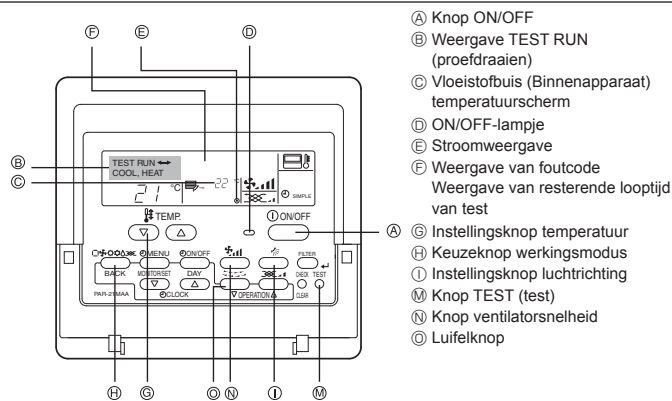 Ⓕ Ⓔ Ⓓ
Ⓑ
Ⓒ
TEST RUN
COOL, HEAT
21 °C
22 °C
SIMPLE
TEMP.
ON/OFF
Ⓐ
MENU ON/OFF FILTER
BACK MONITOR/SET DAY CHECK TEST
PAR-21MAA CLOCK OPERATION CLEAR
Ⓗ Ⓖ Ⓞ Ⓝ Ⓘ Ⓜ
Ⓐ Knop ON/OFF
Ⓑ Weergave TEST RUN
(proefdraaien)
Ⓒ Vloeistofbuis (Binnenapparaat)
temperatuurscherm
Ⓓ ON/OFF-lampje
Ⓔ Stroomweergave
Ⓕ Weergave van foutcode
Weergave van resterende looptijd
van test
Ⓖ Instellingsknop temperatuur
Ⓗ Keuzeknop werkingsmodus
Ⓘ Instellingsknop luchtrichting
Ⓜ Knop TEST (test)
Ⓝ Knop ventilatorsnelheid
Ⓞ Luifelknop